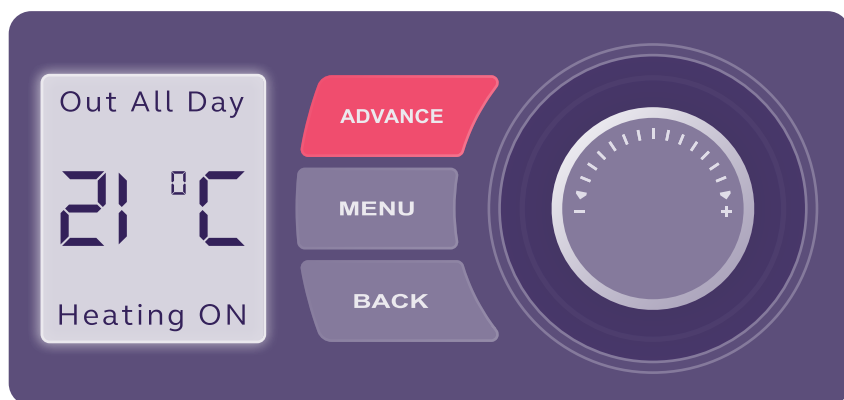 Out All Day
21 °C
Heating ON
ADVANCE
MENU
BACK
− +